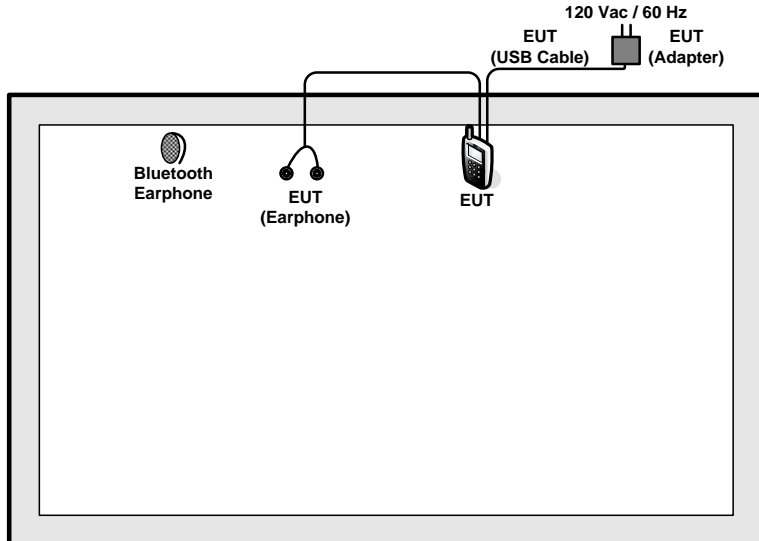 120 Vac / 60 Hz
EUT
(USB Cable)
EUT
(Adapter)
Bluetooth
Earphone
EUT
(Earphone)
EUT